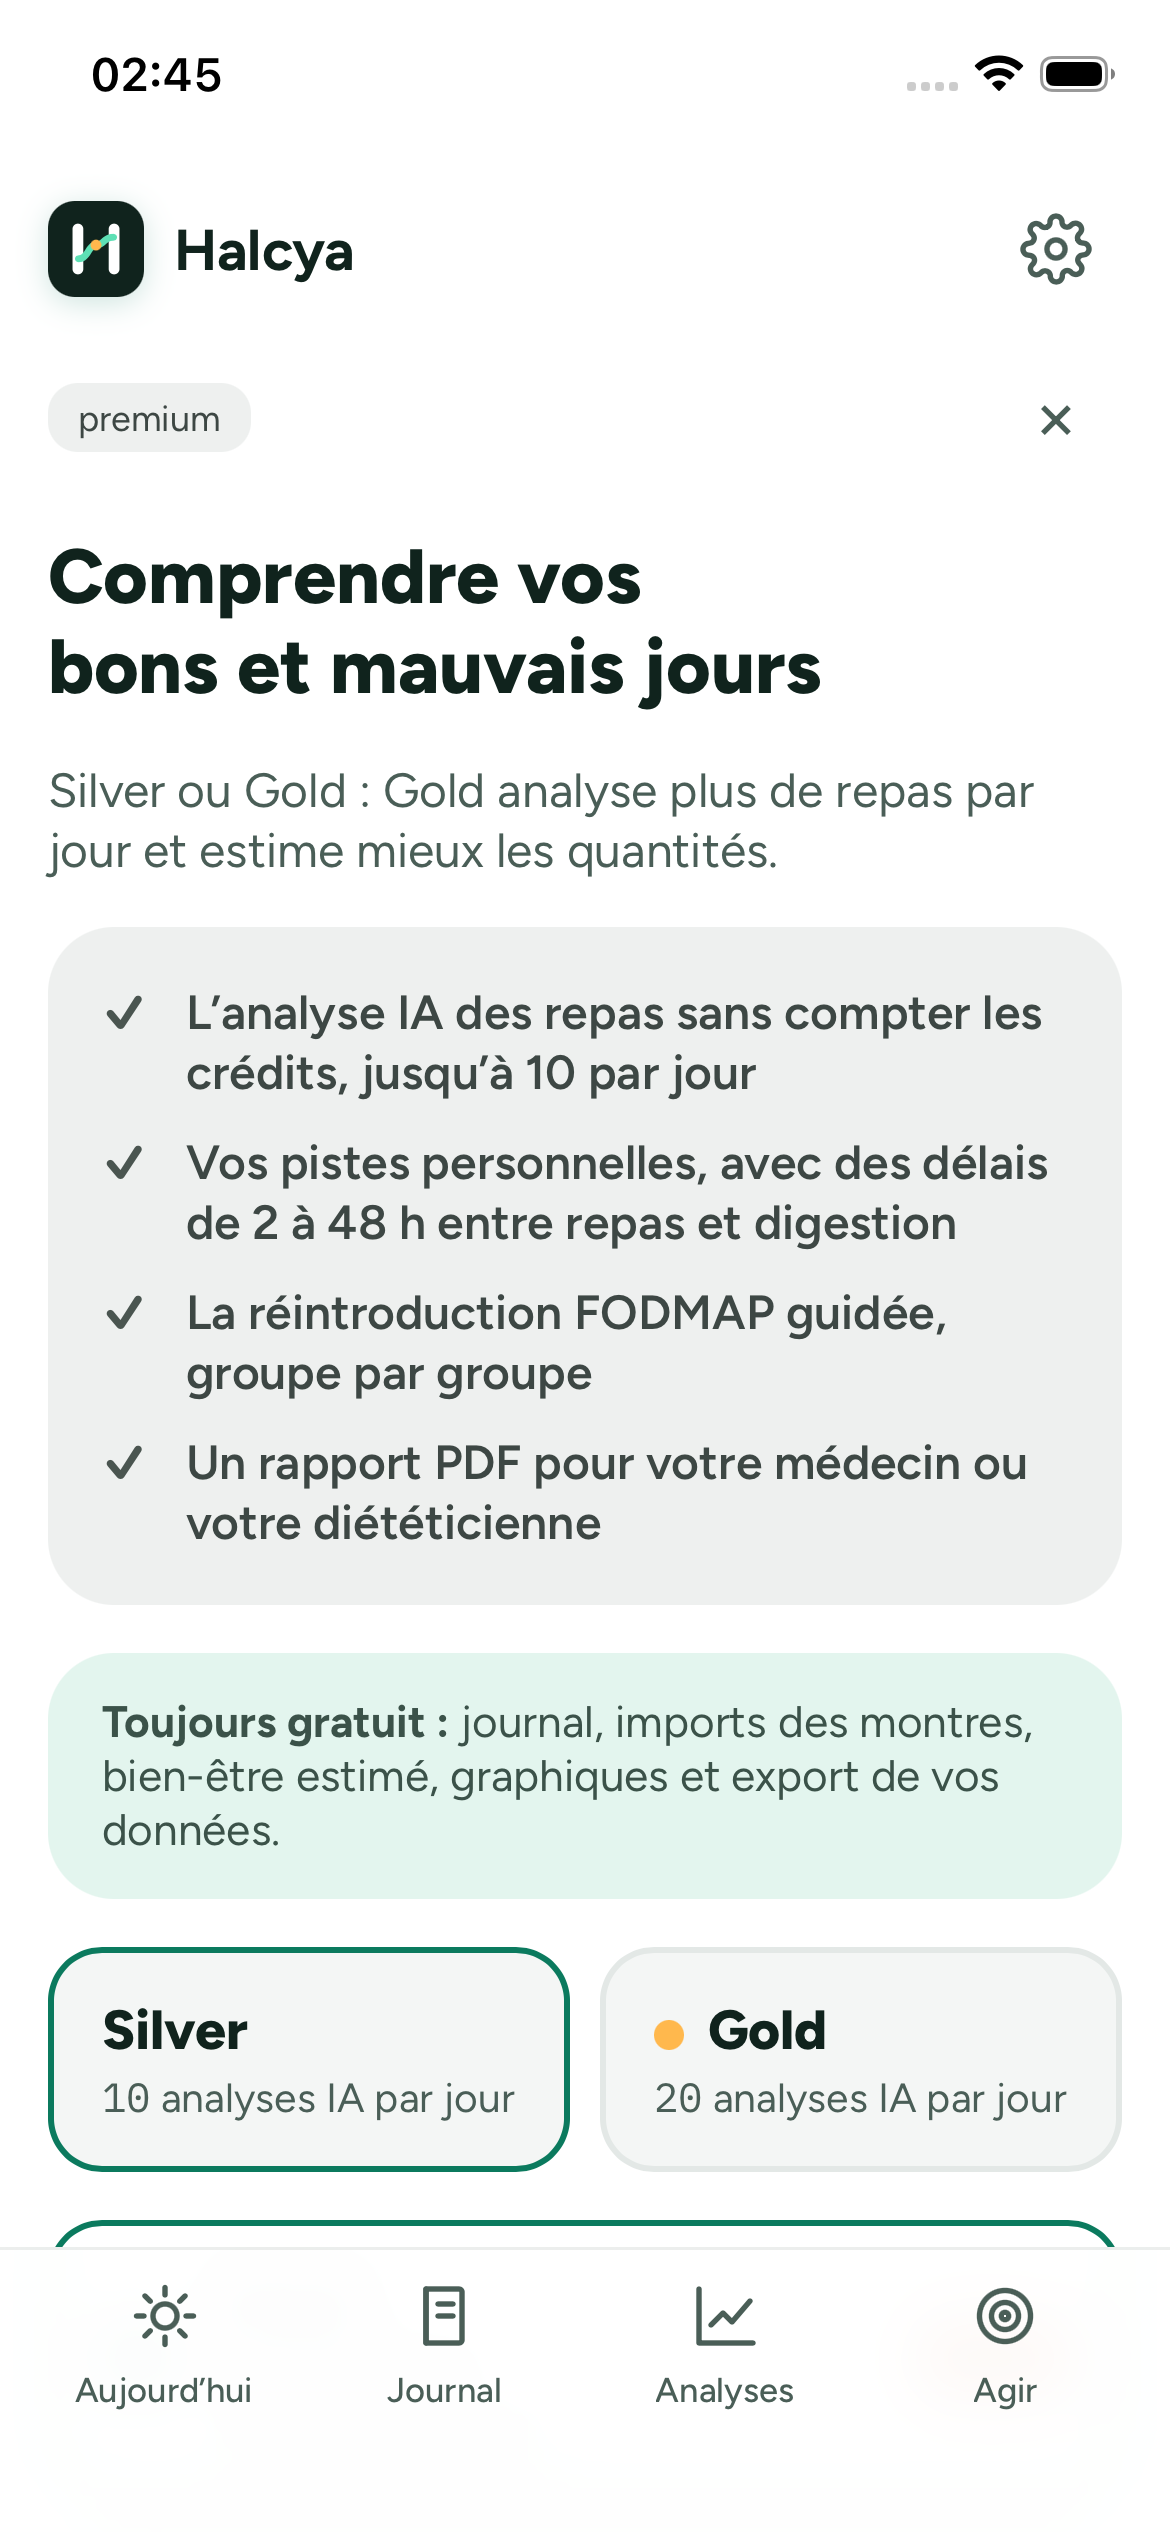 02:45
Halcya
premium
Comprendre vos
bons et mauvais jours
Silver ou Gold : Gold analyse plus de repas par
jour et estime mieux les quantités.
L’analyse IA des repas sans compter les
crédits, jusqu’à 10 par jour
Vos pistes personnelles, avec des délais
de 2 à 48 h entre repas et digestion
La réintroduction FODMAP guidée,
groupe par groupe
Un rapport PDF pour votre médecin ou
votre diététicienne
Toujours gratuit : journal, imports des montres,
bien-être estimé, graphiques et export de vos
données.
Silver
10 analyses IA par jour
Gold
20 analyses IA par jour
Aujourd’hui
Journal
Analyses
Agir